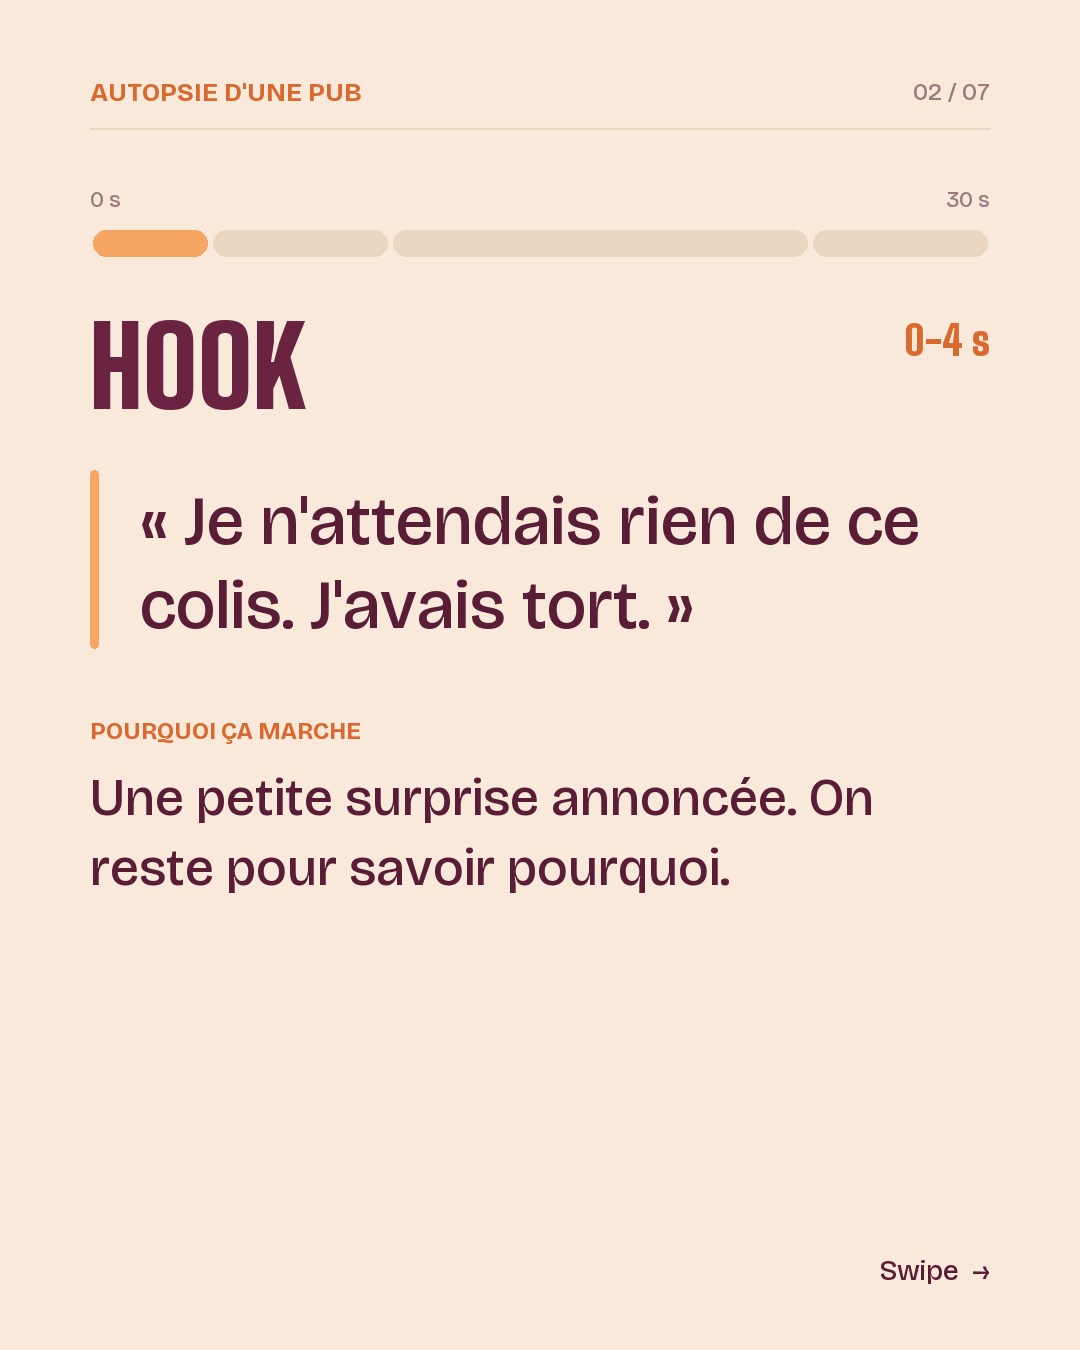 AUTOPSIE D'UNE PUB
02 / 07
0 s
30 s
HOOK
0–4 s
« Je n'attendais rien de ce
colis. J'avais tort. »
POURQUOI ÇA MARCHE
Une petite surprise annoncée. On
reste pour savoir pourquoi.
Swipe →